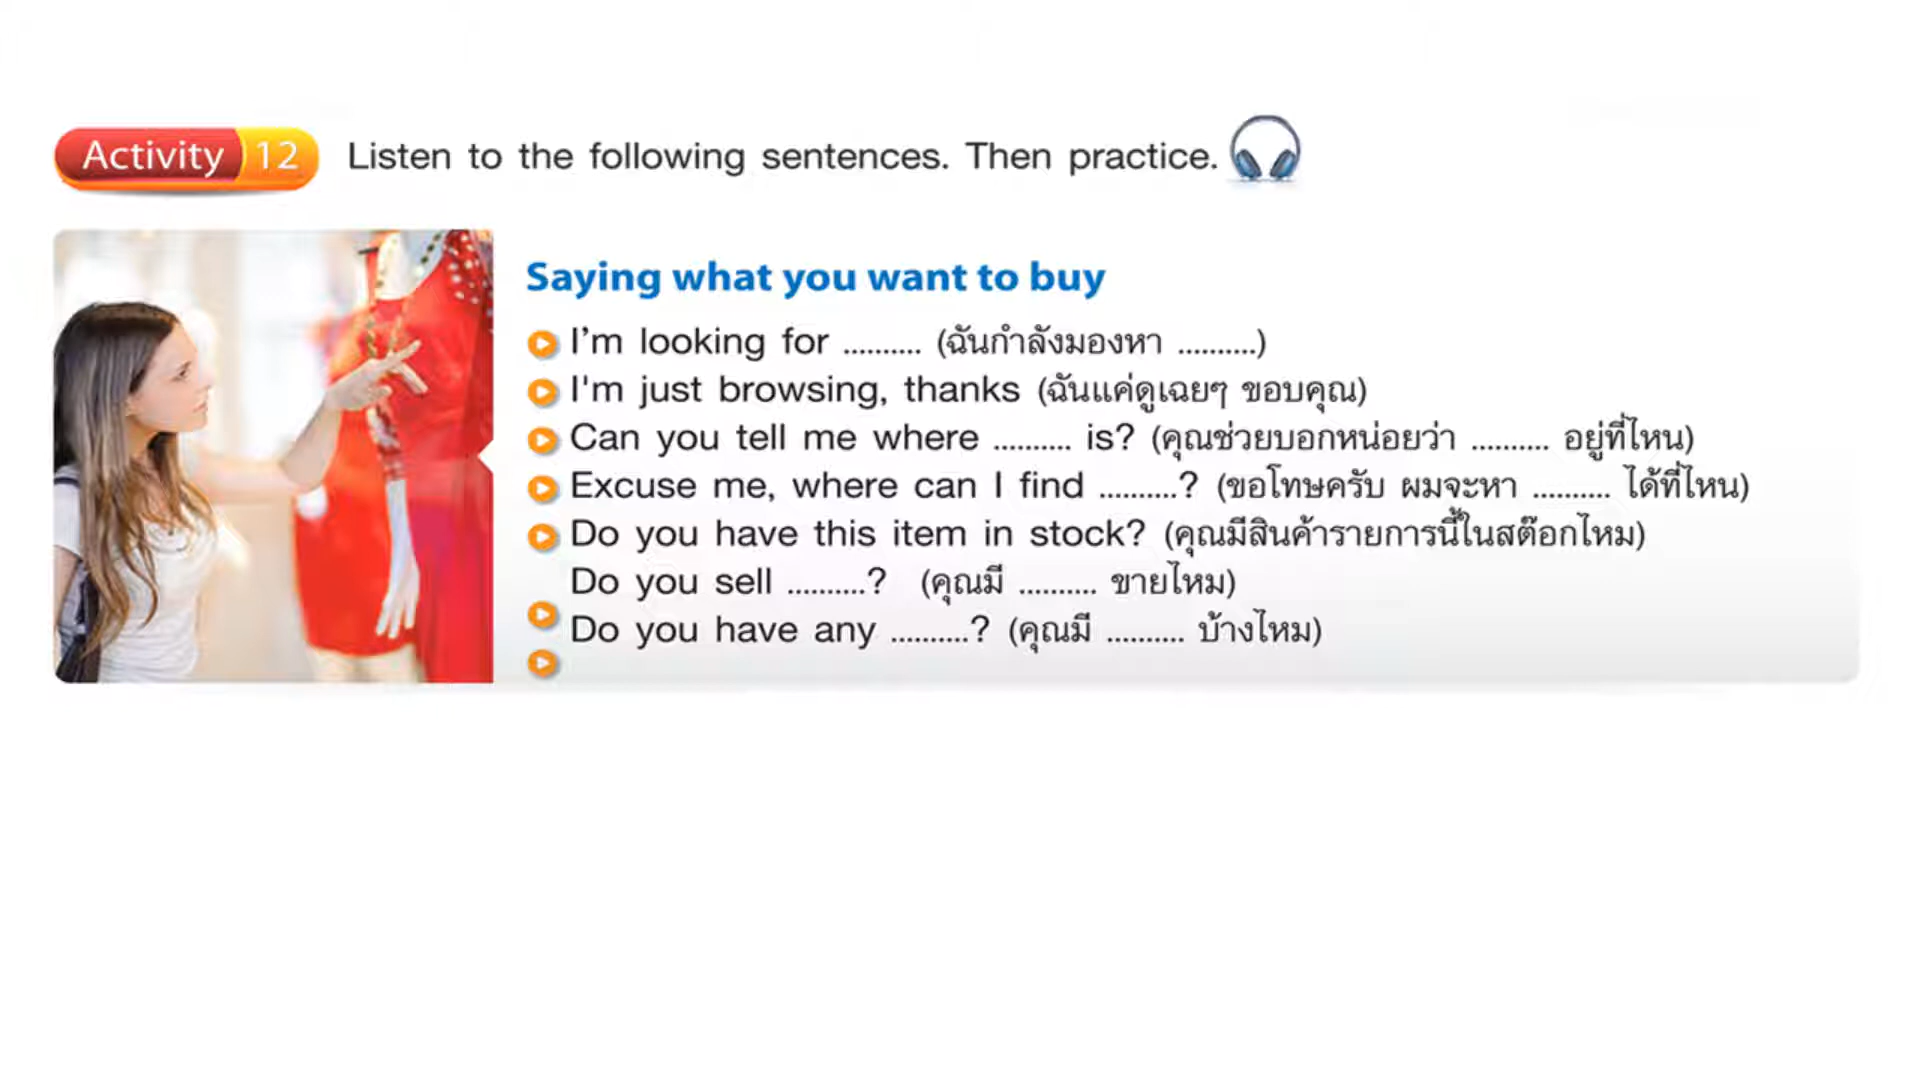 Activity 12 Listen to the following sentences. Then practice.
Saying what you want to buy
I’m looking for .......... (ฉันกำลังมองหา ..........)
I'm just browsing, thanks (ฉันแค่ดูเฉยๆ ขอบคุณ)
Can you tell me where .......... is? (คุณช่วยบอกหน่อยว่า .......... อยู่ที่ไหน)
Excuse me, where can I find ..........? (ขอโทษครับ ผมจะหา .......... ได้ที่ไหน)
Do you have this item in stock? (คุณมีสินค้ารายการนี้ในสต๊อกไหม)
Do you sell ..........? (คุณมี .......... ขายไหม)
Do you have any ..........? (คุณมี .......... บ้างไหม)